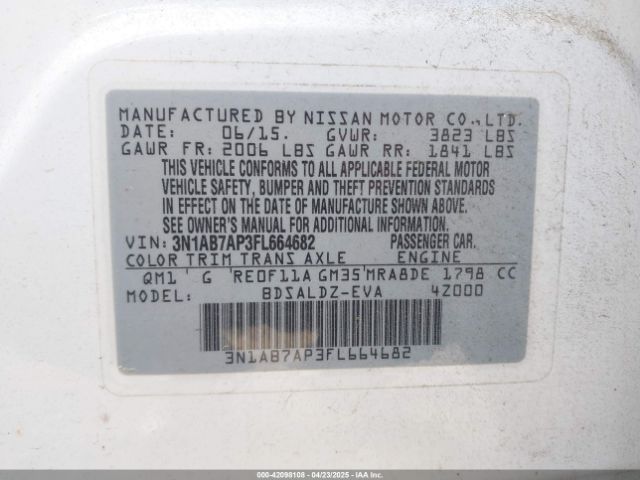 MANUFACTURED BY NISSAN MOTOR CO.,LTD.
DATE: 06/15. GVWR: 3823 LBS
GAWR FR: 2006 LBS GAWR RR: 1841 LBS
THIS VEHICLE CONFORMS TO ALL APPLICABLE FEDERAL MOTOR
VEHICLE SAFETY, BUMPER AND THEFT PREVENTION STANDARDS
IN EFFECT ON THE DATE OF MANUFACTURE SHOWN ABOVE.
SEE OWNER'S MANUAL FOR ADDITIONAL INFORMATION.
VIN: 3N1AB7AP3FL664682 PASSENGER CAR.
COLOR TRIM TRANS AXLE ENGINE
QM1 G RE0F11A GM35 MRA8DE 1798 CC
MODEL: BDSALDZ-EVA 4Z000
3N1AB7AP3FL664682
000-42098108 - 04/23/2025 - IAAI.com